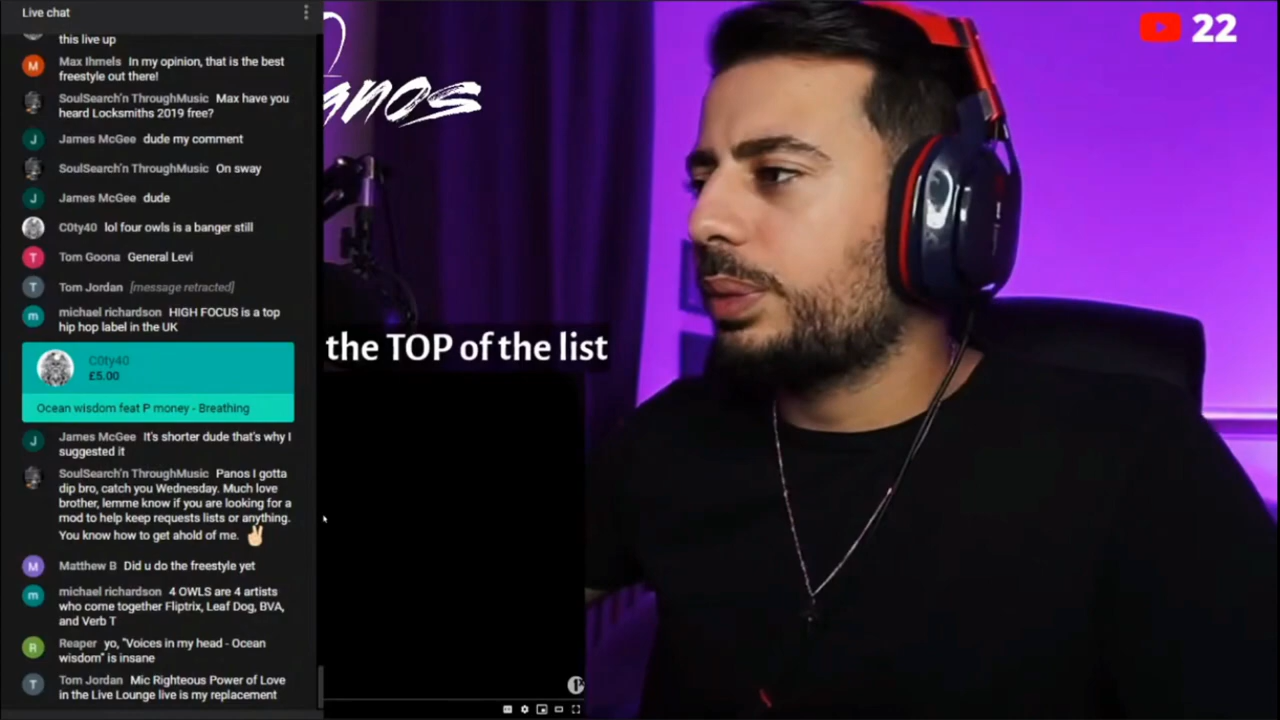 Live chat
22
this live up
Max Ihmels In my opinion, that is the best
freestyle out there!
SoulSearch'n ThroughMusic Max have you
heard Locksmiths 2019 free?
James McGee dude my comment
SoulSearch'n ThroughMusic On sway
James McGee dude
C0ty40 lol four owls is a banger still
Tom Goona General Levi
Tom Jordan [message retracted]
michael richardson HIGH FOCUS is a top
hip hop label in the UK
the TOP of the list
C0ty40
£5.00
Ocean wisdom feat P money - Breathing
James McGee It's shorter dude that's why I
suggested it
SoulSearch'n ThroughMusic Panos I gotta
dip bro, catch you Wednesday. Much love
brother, lemme know if you are looking for a
mod to help keep requests lists or anything.
You know how to get ahold of me. ✌🏻
Matthew B Did u do the freestyle yet
michael richardson 4 OWLS are 4 artists
who come together Fliptrix, Leaf Dog, BVA,
and Verb T
Reaper yo, "Voices in my head - Ocean
wisdom" is insane
Tom Jordan Mic Righteous Power of Love
in the Live Lounge live is my replacement